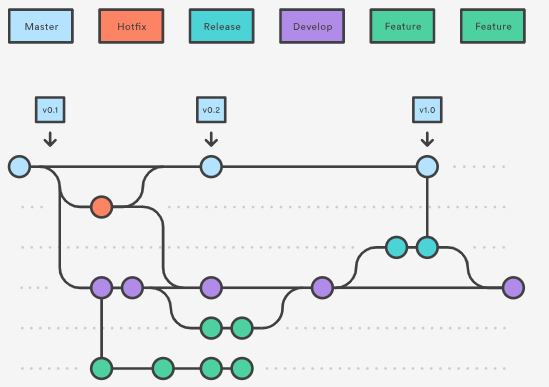 Master
Hotfix
Release
Develop
Feature
Feature
v0.1
v0.2
v1.0